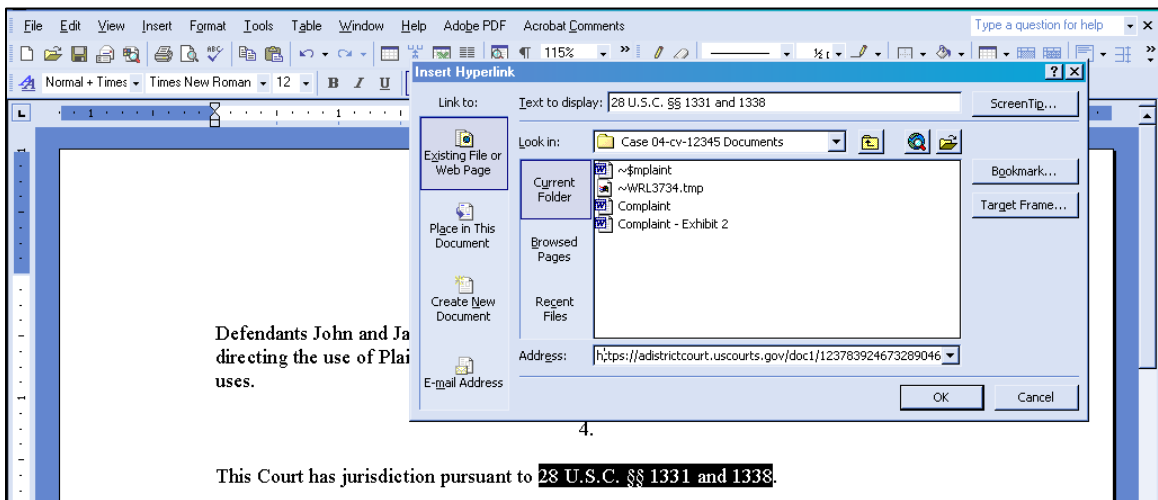 File Edit View Insert Format Tools Table Window Help Adobe PDF Acrobat Comments Type a question for help
115%
Normal + Times Times New Roman 12 B I U
Insert Hyperlink
Link to: Text to display: 28 U.S.C. §§ 1331 and 1338 ScreenTip...
Look in: Case 04-cv-12345 Documents
Existing File or
Web Page
Current
Folder
~$mplaint
~WRL3734.tmp
Complaint
Complaint - Exhibit 2
Bookmark...
Target Frame...
Place in This
Document
Browsed
Pages
Create New
Document
Recent
Files
Address: https://adistrictcourt.uscourts.gov/doc1/123783924673289046
E-mail Address
OK Cancel
Defendants John and Ja
directing the use of Plai
uses.
4.
This Court has jurisdiction pursuant to 28 U.S.C. §§ 1331 and 1338.